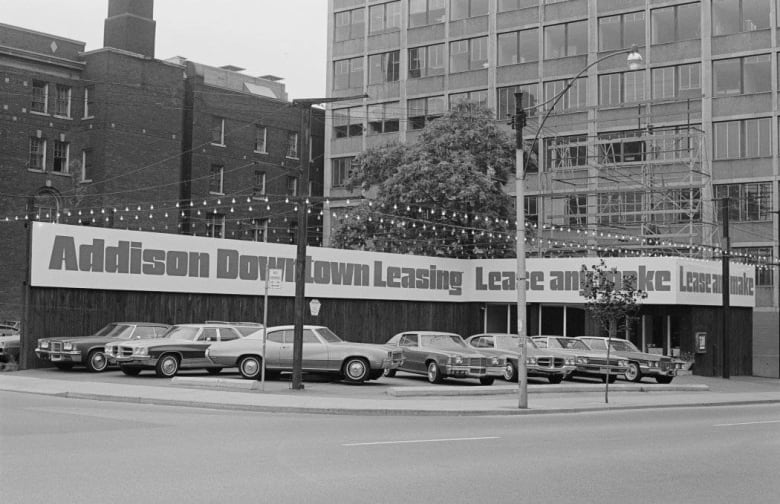 Addison Downtown Leasing
Lease and make
Lease and make